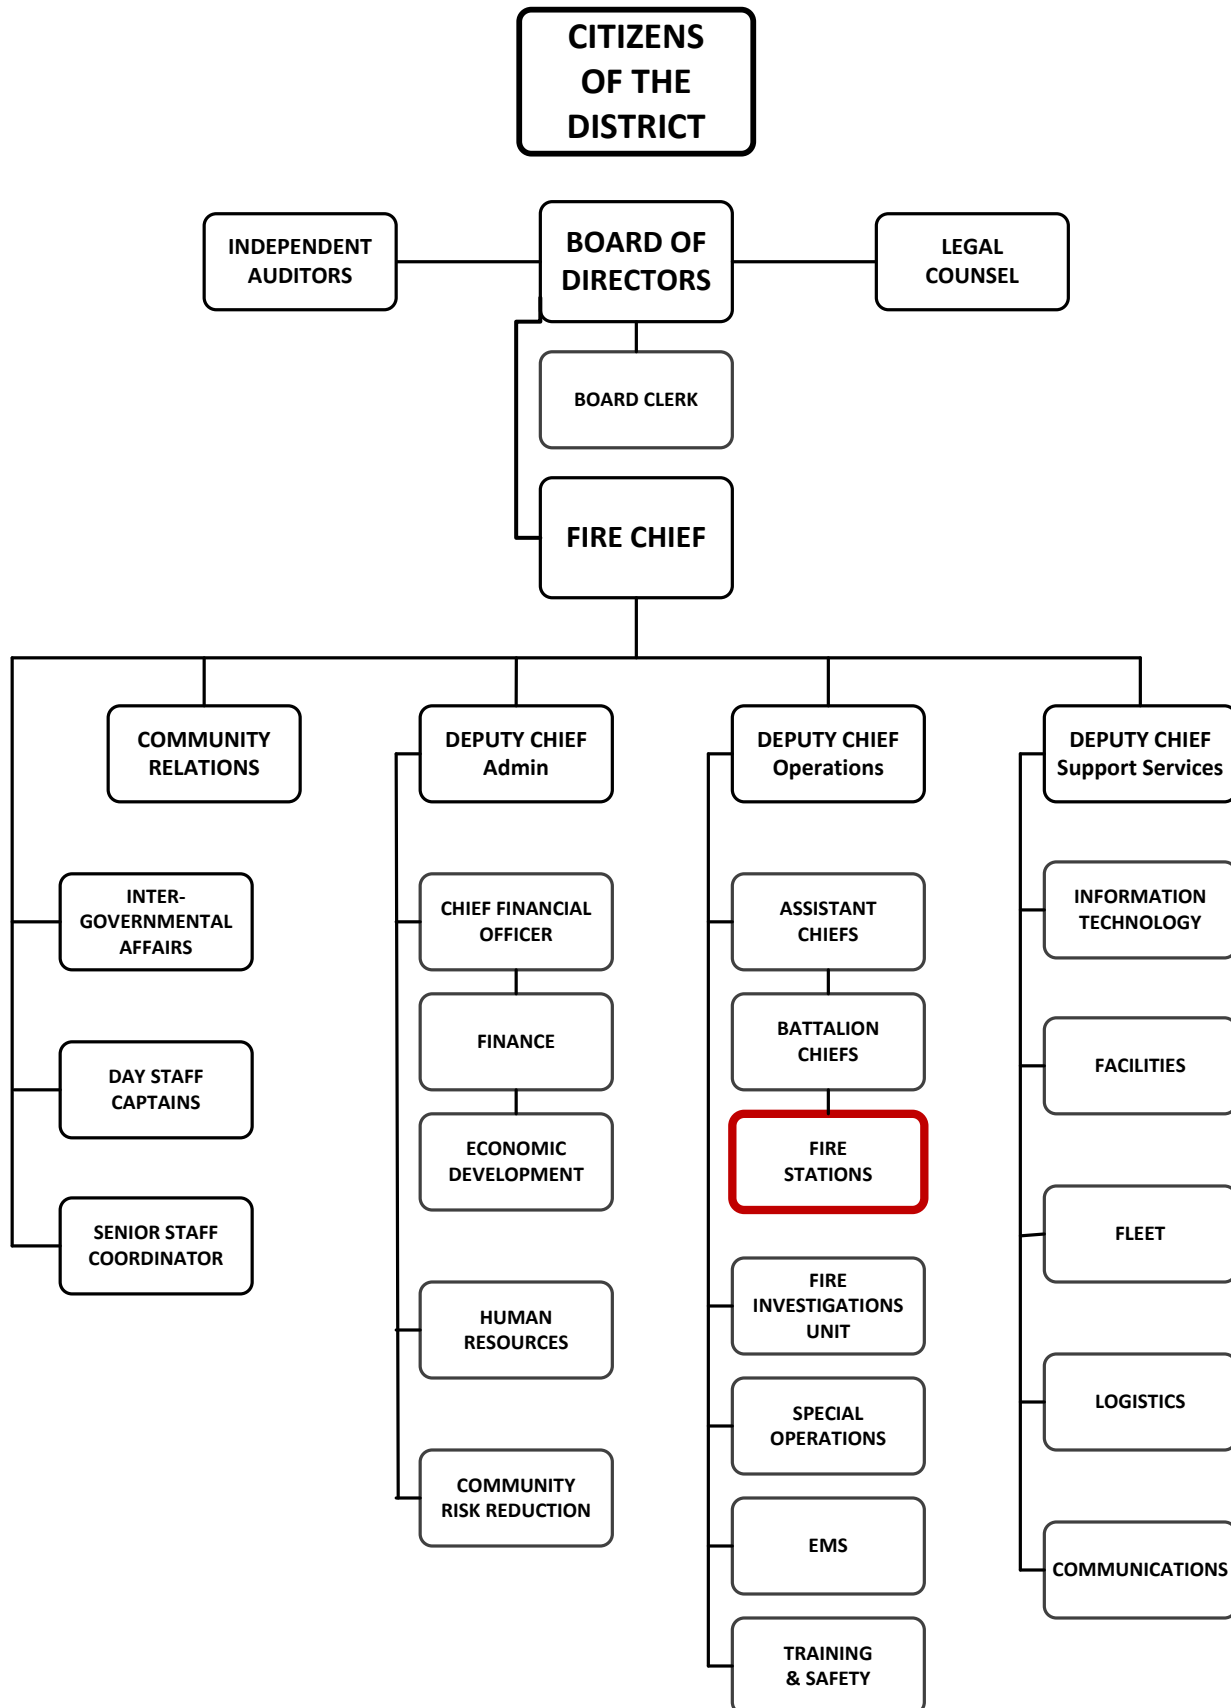 CITIZENS
OF THE
DISTRICT
INDEPENDENT
AUDITORS
BOARD OF
DIRECTORS
LEGAL
COUNSEL
BOARD CLERK
FIRE CHIEF
COMMUNITY
RELATIONS
DEPUTY CHIEF
Admin
DEPUTY CHIEF
Operations
DEPUTY CHIEF
Support Services
INTER-
GOVERNMENTAL
AFFAIRS
DAY STAFF
CAPTAINS
SENIOR STAFF
COORDINATOR
CHIEF FINANCIAL
OFFICER
FINANCE
ECONOMIC
DEVELOPMENT
HUMAN
RESOURCES
COMMUNITY
RISK REDUCTION
ASSISTANT
CHIEFS
BATTALION
CHIEFS
FIRE
STATIONS
FIRE
INVESTIGATIONS
UNIT
SPECIAL
OPERATIONS
EMS
TRAINING
& SAFETY
INFORMATION
TECHNOLOGY
FACILITIES
FLEET
LOGISTICS
COMMUNICATIONS